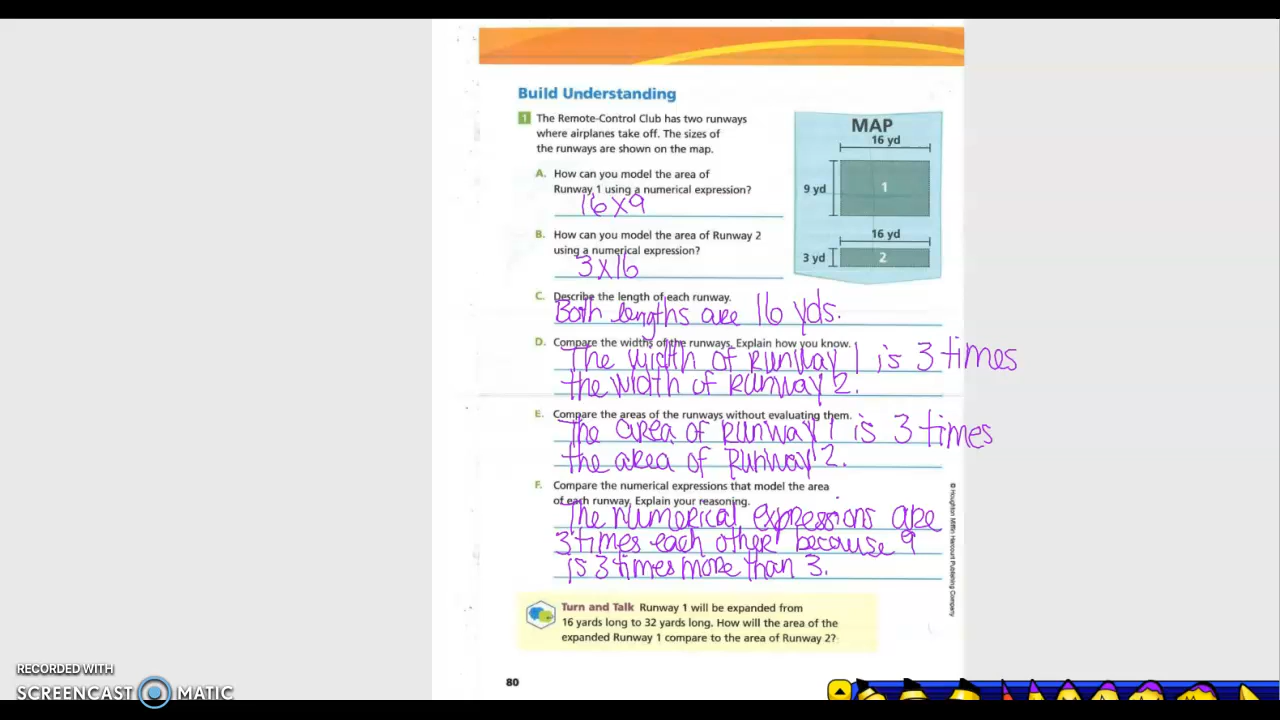 Build Understanding
1 The Remote-Control Club has two runways
where airplanes take off. The sizes of
the runways are shown on the map.
A. How can you model the area of
Runway 1 using a numerical expression?
16 x 9
B. How can you model the area of Runway 2
using a numerical expression?
3 x 16
MAP
16 yd
9 yd
1
16 yd
3 yd
2
C. Describe the length of each runway.
Both lengths are 16 yds.
D. Compare the widths of the runways. Explain how you know.
The width of runway 1 is 3 times
the width of runway 2.
E. Compare the areas of the runways without evaluating them.
The area of runway 1 is 3 times
the area of runway 2.
F. Compare the numerical expressions that model the area
of each runway. Explain your reasoning.
The numerical expressions are
3 times each other because 9
is 3 times more than 3.
Turn and Talk Runway 1 will be expanded from
16 yards long to 32 yards long. How will the area of the
expanded Runway 1 compare to the area of Runway 2?
© Houghton Mifflin Harcourt Publishing Company
80
RECORDED WITH
SCREENCAST MATIC